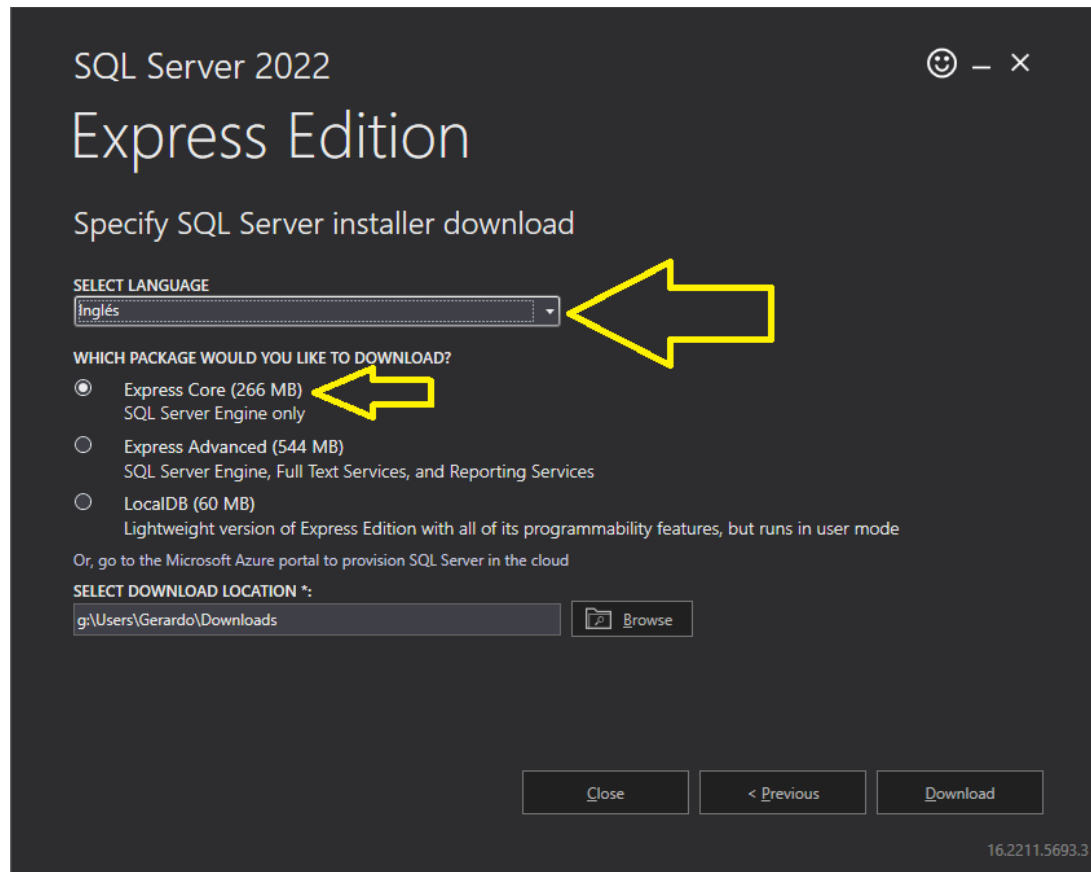 SQL Server 2022
Express Edition
Specify SQL Server installer download
SELECT LANGUAGE
Inglés
WHICH PACKAGE WOULD YOU LIKE TO DOWNLOAD?
Express Core (266 MB)
SQL Server Engine only
Express Advanced (544 MB)
SQL Server Engine, Full Text Services, and Reporting Services
LocalDB (60 MB)
Lightweight version of Express Edition with all of its programmability features, but runs in user mode
Or, go to the Microsoft Azure portal to provision SQL Server in the cloud
SELECT DOWNLOAD LOCATION *:
g:\Users\Gerardo\Downloads
Browse
Close
< Previous
Download
16.2211.5693.3